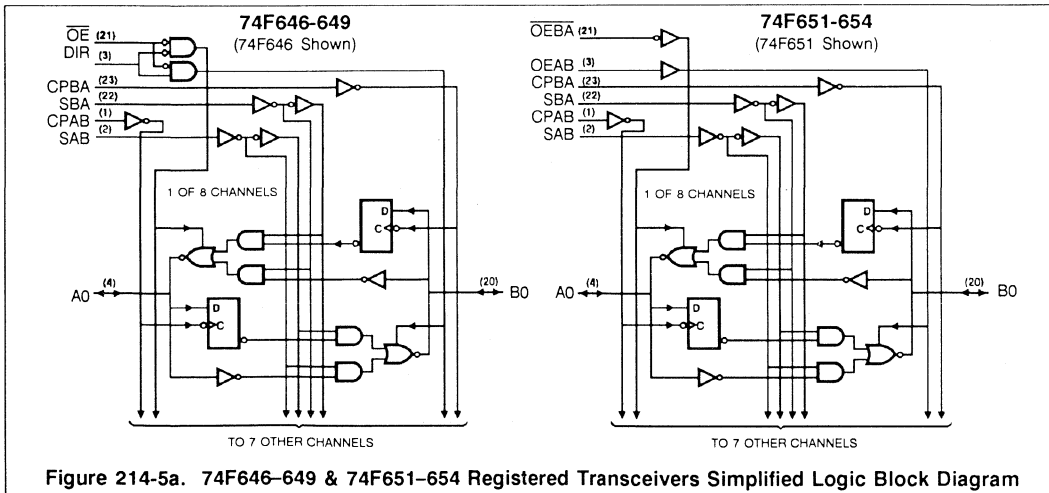 74F646-649
(74F646 Shown)
OE (21)
DIR (3)
CPBA (23)
SBA (22)
CPAB (1)
SAB (2)
1 OF 8 CHANNELS
D
C
A0 (4)
(20) B0
D
C
TO 7 OTHER CHANNELS
74F651-654
(74F651 Shown)
OEBA (21)
OEAB (3)
CPBA (23)
SBA (22)
CPAB (1)
SAB (2)
1 OF 8 CHANNELS
D
C
A0 (4)
(20) B0
D
C
TO 7 OTHER CHANNELS
Figure 214-5a. 74F646–649 & 74F651-654 Registered Transceivers Simplified Logic Block Diagram